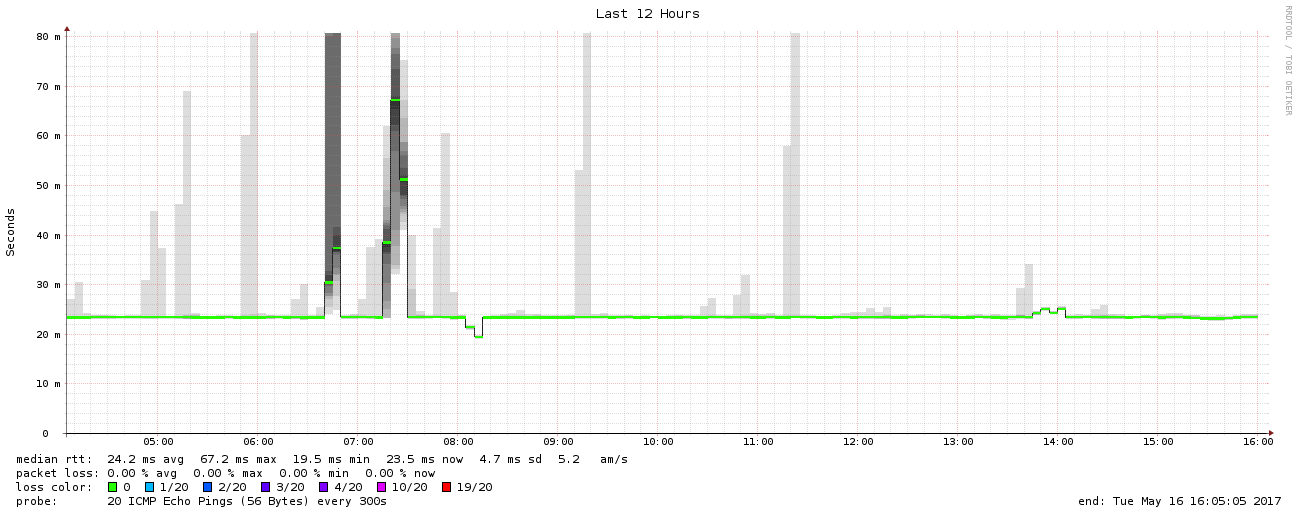 Last 12 Hours
RRDTOOL / TOBI OETIKER
Seconds
80 m
70 m
60 m
50 m
40 m
30 m
20 m
10 m
0
05:00 06:00 07:00 08:00 09:00 10:00 11:00 12:00 13:00 14:00 15:00 16:00
median rtt: 24.2 ms avg 67.2 ms max 19.5 ms min 23.5 ms now 4.7 ms sd 5.2 am/s
packet loss: 0.00 % avg 0.00 % max 0.00 % min 0.00 % now
loss color: 0 1/20 2/20 3/20 4/20 10/20 19/20
probe: 20 ICMP Echo Pings (56 Bytes) every 300s end: Tue May 16 16:05:05 2017